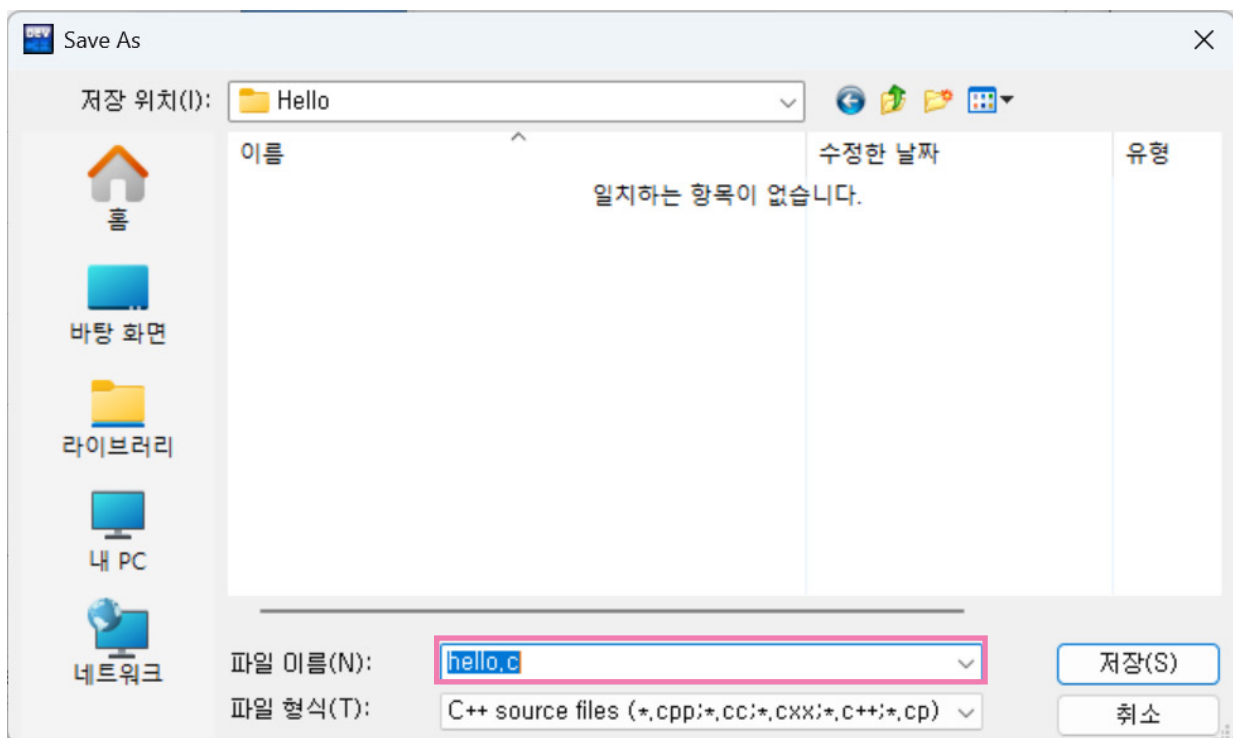 DEV
Save As
저장 위치(I): Hello
이름 수정한 날짜 유형
일치하는 항목이 없습니다.
홈
바탕 화면
라이브러리
내 PC
네트워크
파일 이름(N): hello.c 저장(S)
파일 형식(T): C++ source files (*.cpp;*.cc;*.cxx;*.c++;*.cp) 취소